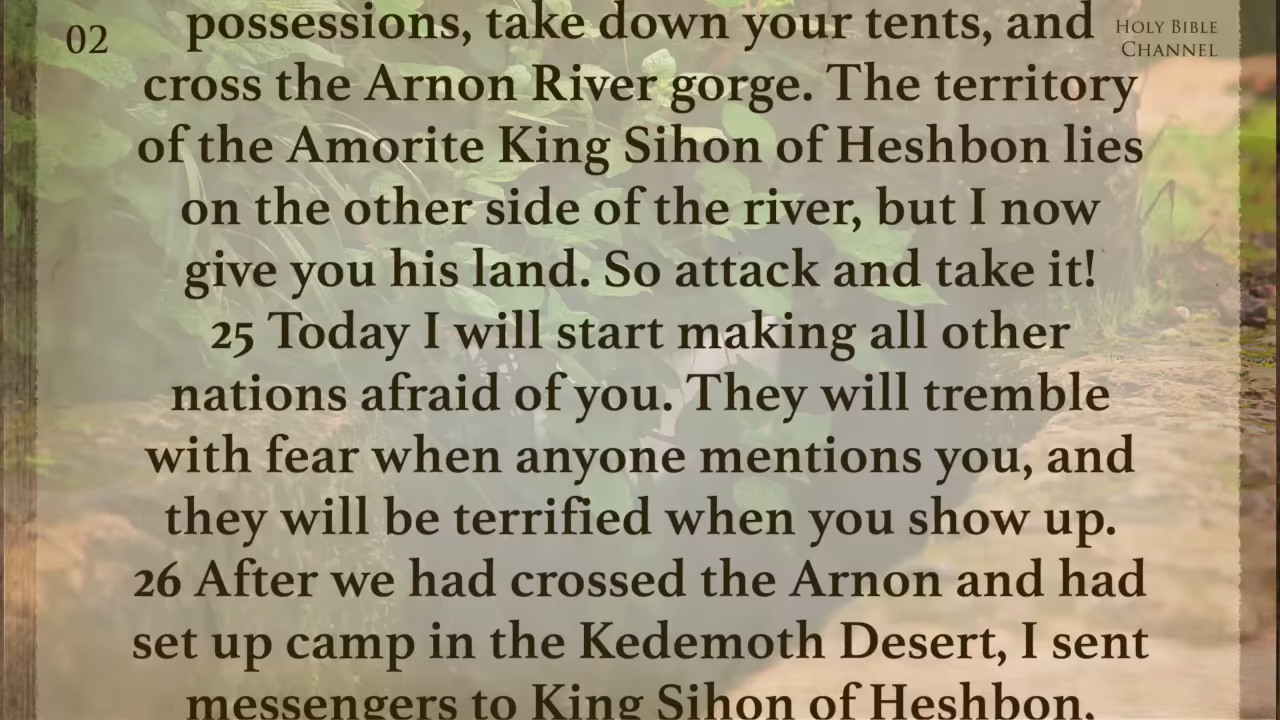 02
HOLY BIBLE
CHANNEL
possessions, take down your tents, and
cross the Arnon River gorge. The territory
of the Amorite King Sihon of Heshbon lies
on the other side of the river, but I now
give you his land. So attack and take it!
25 Today I will start making all other
nations afraid of you. They will tremble
with fear when anyone mentions you, and
they will be terrified when you show up.
26 After we had crossed the Arnon and had
set up camp in the Kedemoth Desert, I sent
messengers to King Sihon of Heshbon,